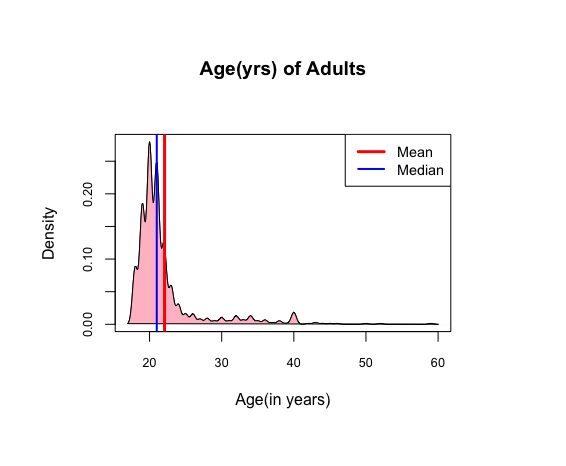 Age(yrs) of Adults
Mean
Median
Density
0.20
0.10
0.00
20 30 40 50 60
Age(in years)